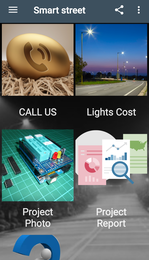 Smart street
CALL US
Lights Cost
Project
Photo
Project
Report